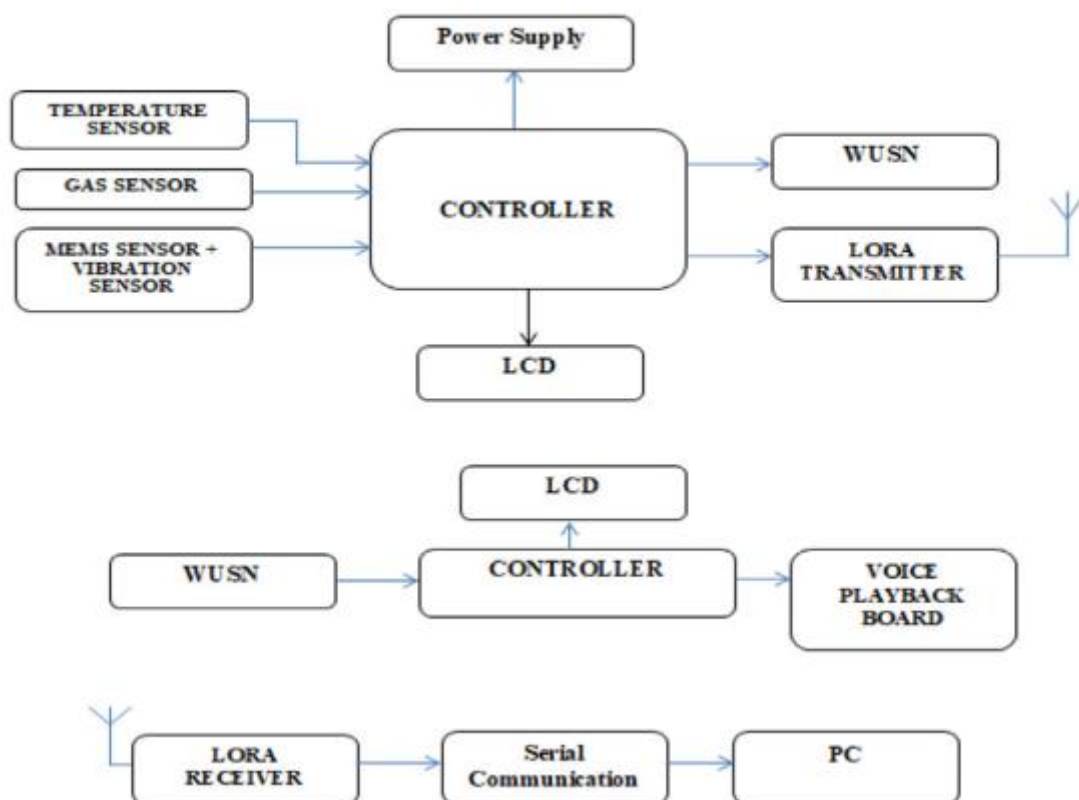 Power Supply
TEMPERATURE
SENSOR
GAS SENSOR
MEMS SENSOR +
VIBRATION
SENSOR
CONTROLLER
WUSN
LORA
TRANSMITTER
LCD
LCD
WUSN
CONTROLLER
VOICE
PLAYBACK
BOARD
LORA
RECEIVER
Serial
Communication
PC